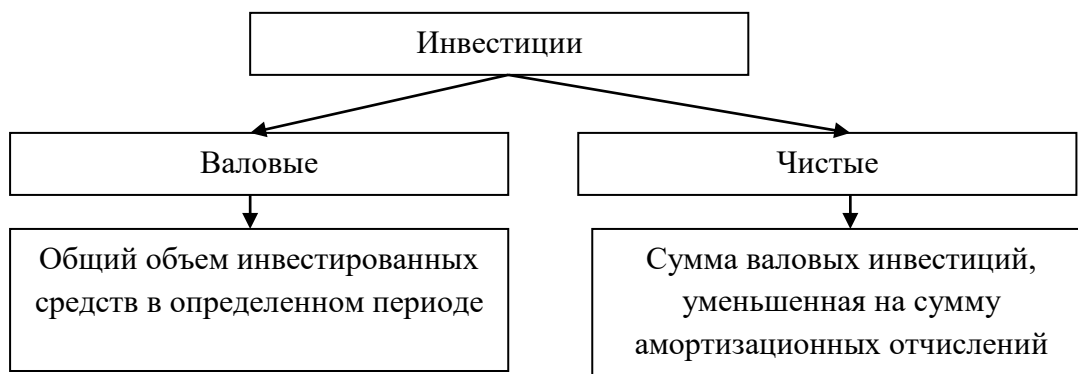 Инвестиции
Валовые
Чистые
Общий объем инвестированных
средств в определенном периоде
Сумма валовых инвестиций,
уменьшенная на сумму
амортизационных отчислений